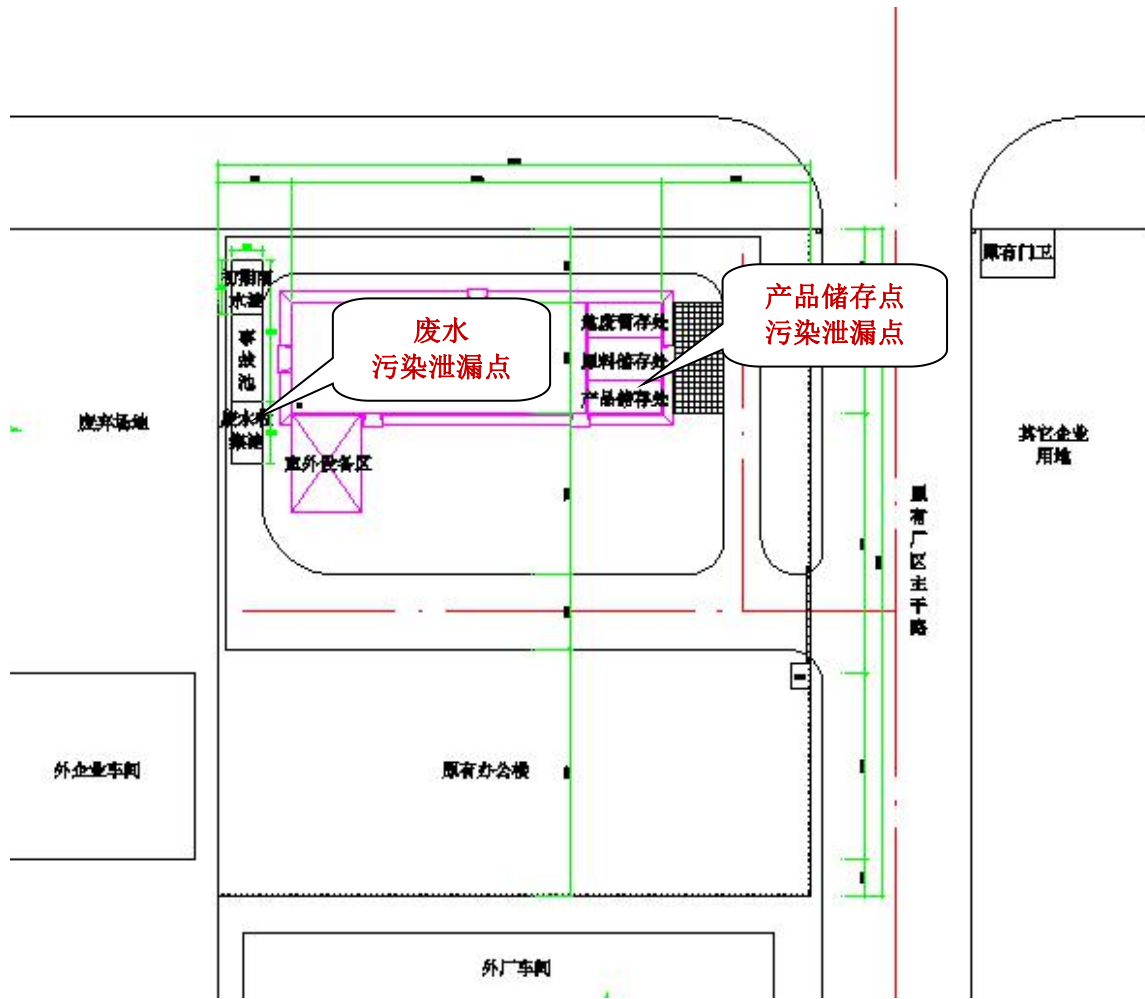 原有门卫
初期雨
水池
产品储存点
污染泄漏点
危废暂存处
废水
污染泄漏点
事故池
原料储存处
产品储存处
废弃场地
废水收
集池
室外设备区
其它企业
用地
原有厂区主干路
外企业车间
原有办公楼
外厂车间